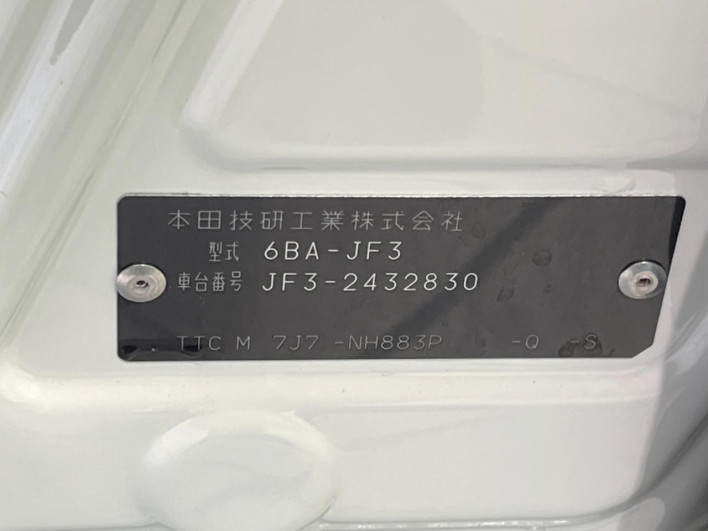 本田技研工業株式会社
型式 6BA-JF3
車台番号 JF3-2432830
TTC M 7J7 -NH883P -Q -S